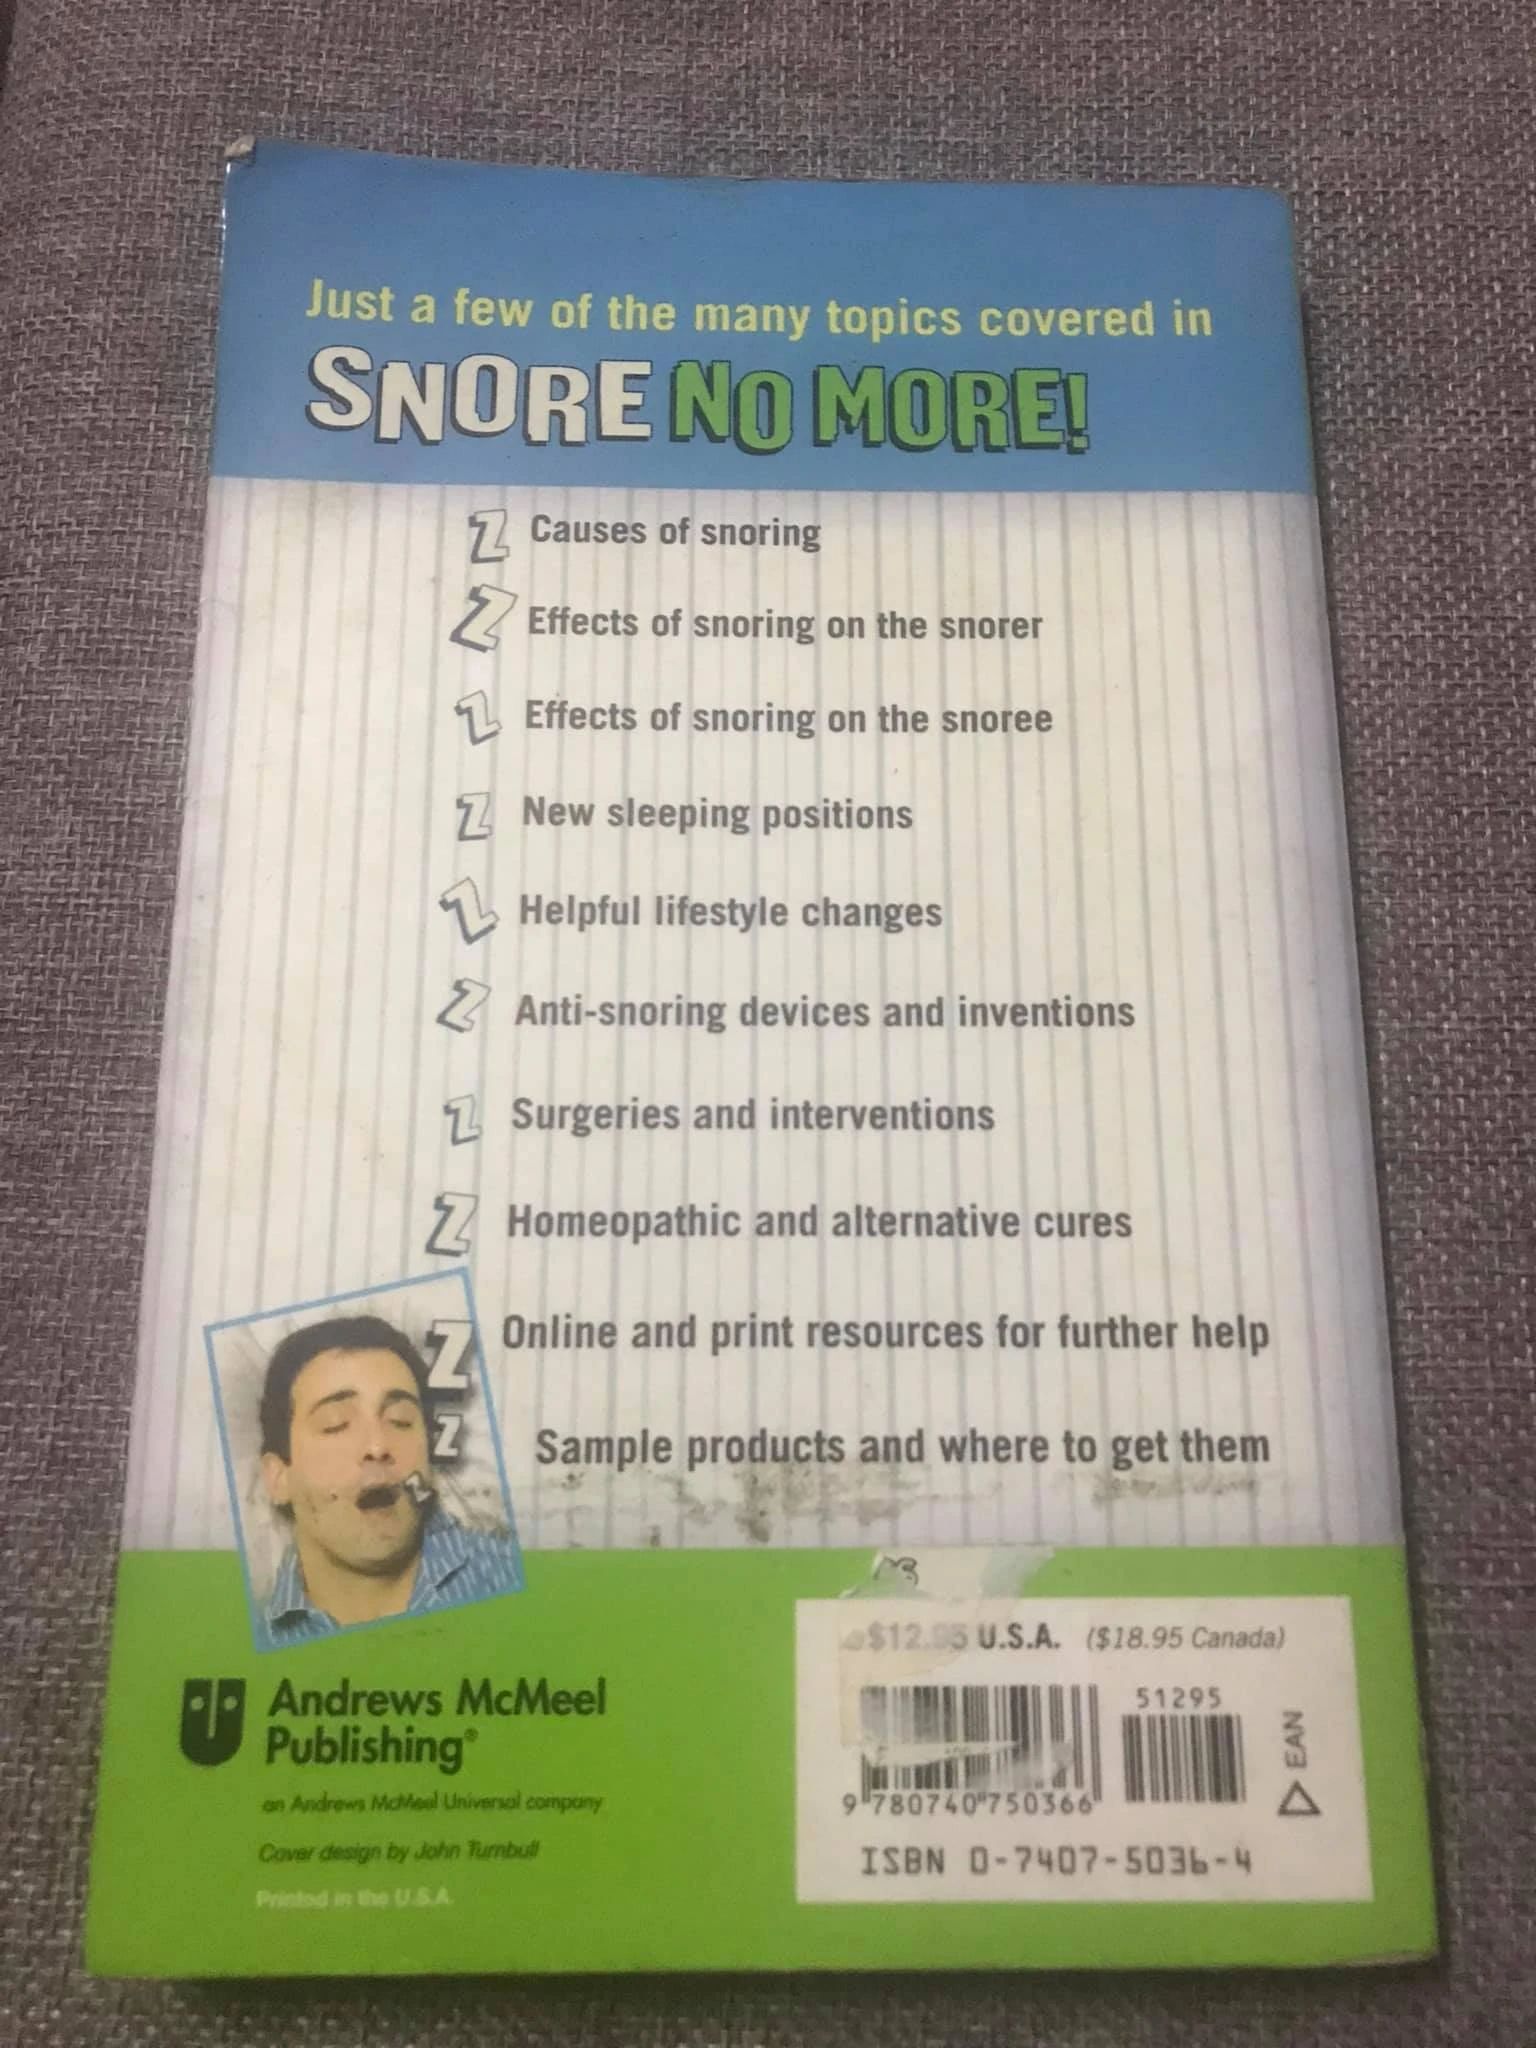 Just a few of the many topics covered in
SNORE NO MORE!
Z Causes of snoring
Z Effects of snoring on the snorer
Z Effects of snoring on the snoree
Z New sleeping positions
Z Helpful lifestyle changes
Z Anti-snoring devices and inventions
Z Surgeries and interventions
Z Homeopathic and alternative cures
Z Online and print resources for further help
Z Sample products and where to get them
Z
Andrews McMeel
Publishing®
an Andrews McMeel Universal company
Cover design by John Turnbull
Printed in the U.S.A.
$12.95 U.S.A. ($18.95 Canada)
51295
EAN
9 780740 750366
ISBN 0-7407-5036-4